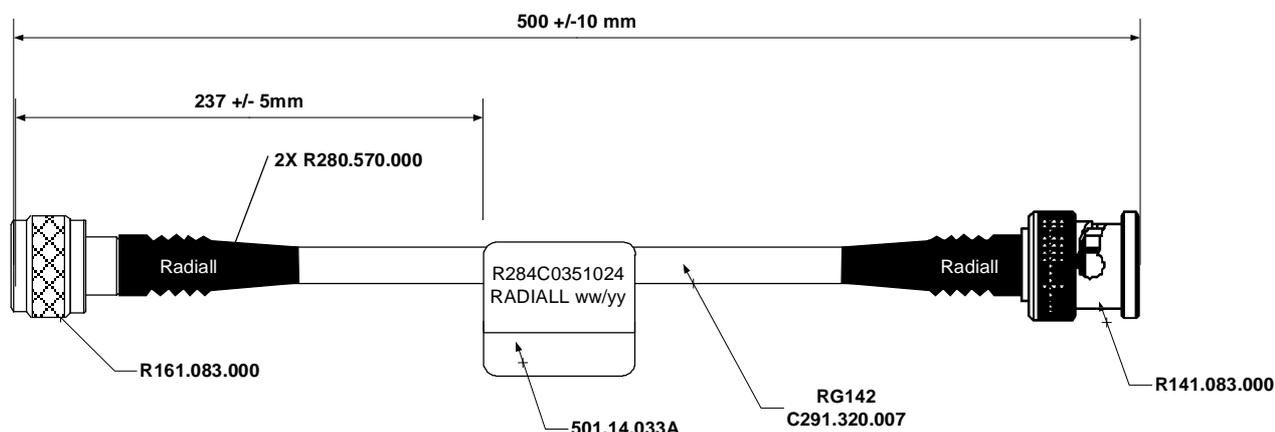 500 +/-10 mm
237 +/- 5mm
2X R280.570.000
Radiall
R284C0351024
RADIALL ww/yy
Radiall
R161.083.000
R141.083.000
RG142
C291.320.007
501.14.033A